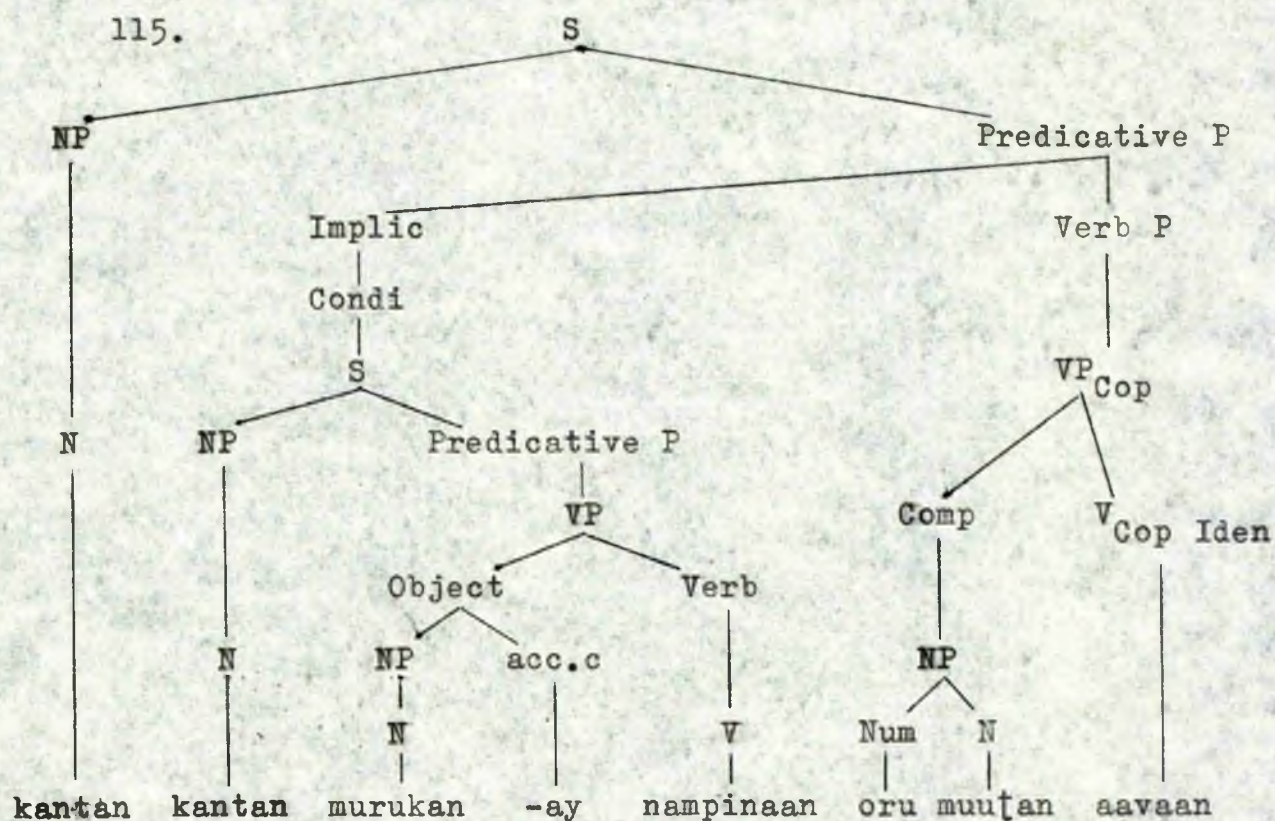 115.
S
NP Predicative P
Implic Verb P
Condi
S VP Cop
N NP Predicative P
VP Comp V Cop Iden
Object Verb
N NP acc.c NP
N V Num N
kantan kantan murukan -ay nampinaan oru muuṭan aavaan